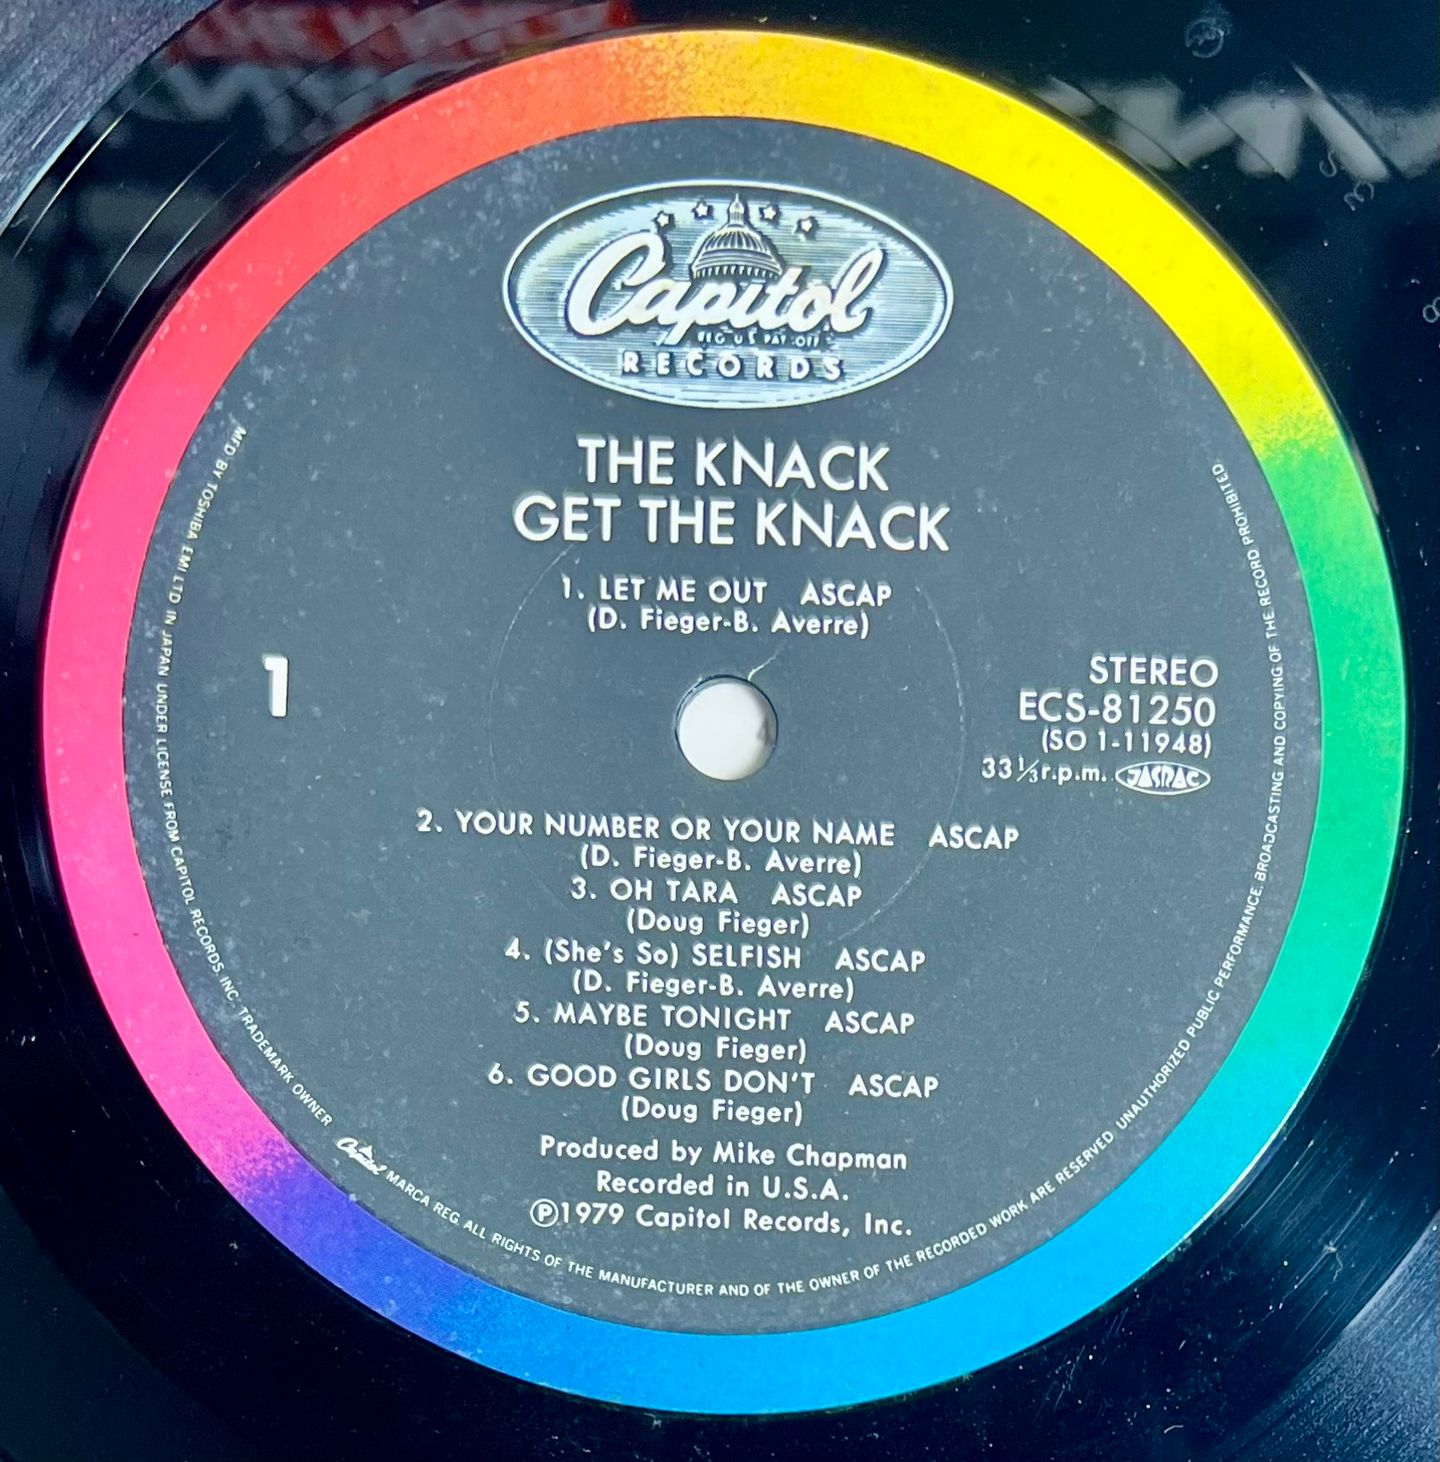 Capitol
REG. U.S. PAT. OFF.
RECORDS
THE KNACK
GET THE KNACK
1. LET ME OUT ASCAP
(D. Fieger-B. Averre)
1
STEREO
ECS-81250
(SO 1-11948)
33⅓r.p.m. JASRAC
2. YOUR NUMBER OR YOUR NAME ASCAP
(D. Fieger-B. Averre)
3. OH TARA ASCAP
(Doug Fieger)
4. (She's So) SELFISH ASCAP
(D. Fieger-B. Averre)
5. MAYBE TONIGHT ASCAP
(Doug Fieger)
6. GOOD GIRLS DON'T ASCAP
(Doug Fieger)
Produced by Mike Chapman
Recorded in U.S.A.
℗1979 Capitol Records, Inc.
MFD BY TOSHIBA EMI LTD IN JAPAN UNDER LICENSE FROM CAPITOL RECORDS, INC. TRADEMARK OWNER Capitol MARCA REG. ALL RIGHTS OF THE MANUFACTURER AND OF THE OWNER OF THE RECORDED WORK ARE RESERVED. UNAUTHORIZED PUBLIC PERFORMANCE, BROADCASTING AND COPYING OF THE RECORD PROHIBITED